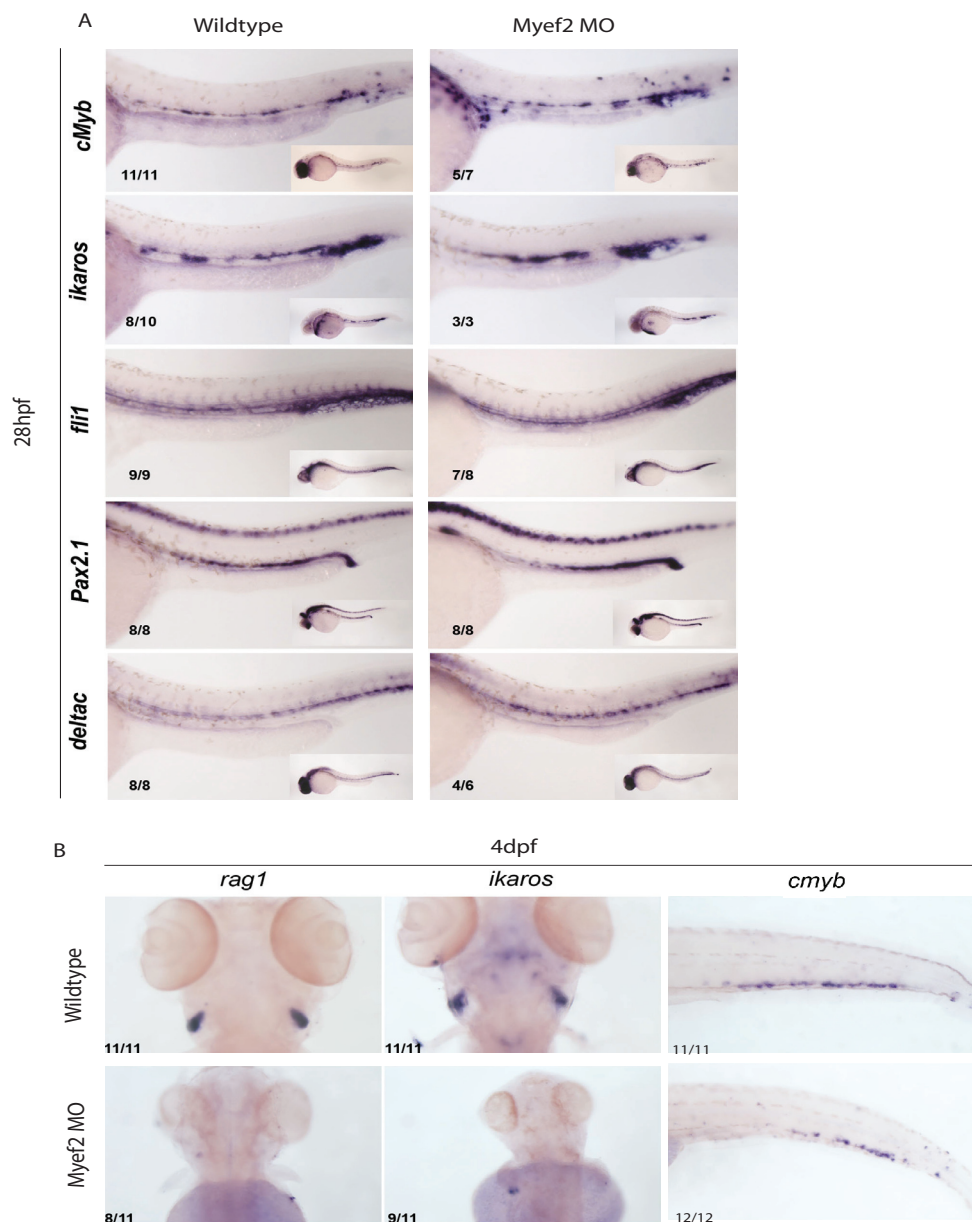 A
Wildtype
Myef2 MO
28hpf
cMyb
11/11
5/7
ikaros
8/10
3/3
fli1
9/9
7/8
Pax2.1
8/8
8/8
deltac
8/8
4/6
B
4dpf
rag1
ikaros
cmyb
Wildtype
11/11
11/11
11/11
Myef2 MO
8/11
9/11
12/12